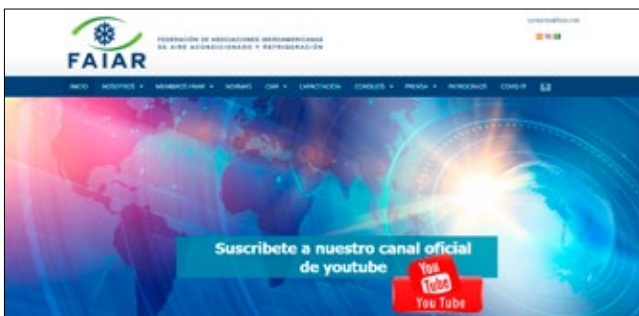 FAIAR
FEDERACIÓN DE ASOCIACIONES IBEROAMERICANAS
DE AIRE ACONDICIONADO Y REFRIGERACIÓN
INICIO NOSOTROS MIEMBROS FAIAR NORMAS CIAR CAPACITACIÓN CONSEJOS PRENSA PATROCINIOS COVID-19
Suscribete a nuestro canal oficial
de youtube
You
Tube
You Tube